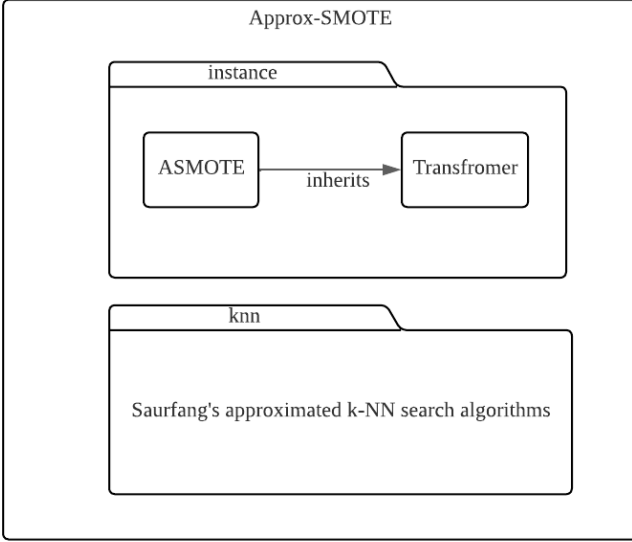 Approx-SMOTE
instance
ASMOTE
inherits
Transfromer
knn
Saurfang's approximated k-NN search algorithms